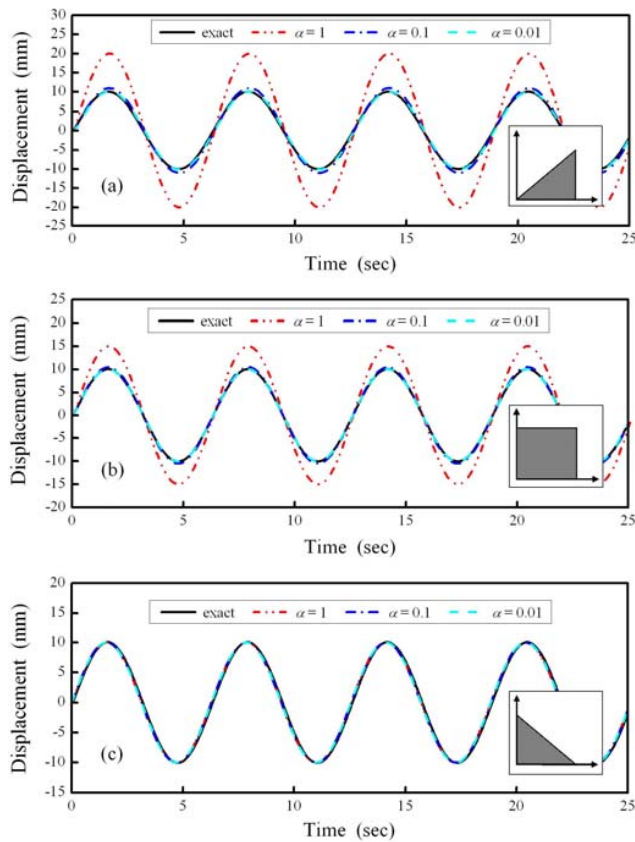 30
25
exact α = 1 α = 0.1 α = 0.01
20
15
10
5
0
-5
-10
(a)
-15
-20
-25
0 5 10 15 20 25
Displacement (mm)
Time (sec)
25
20
exact α = 1 α = 0.1 α = 0.01
15
10
5
0
-5
-10
(b)
-15
-20
0 5 10 15 20 25
Displacement (mm)
Time (sec)
20
15
exact α = 1 α = 0.1 α = 0.01
10
5
0
-5
(c)
-10
-15
0 5 10 15 20 25
Displacement (mm)
Time (sec)